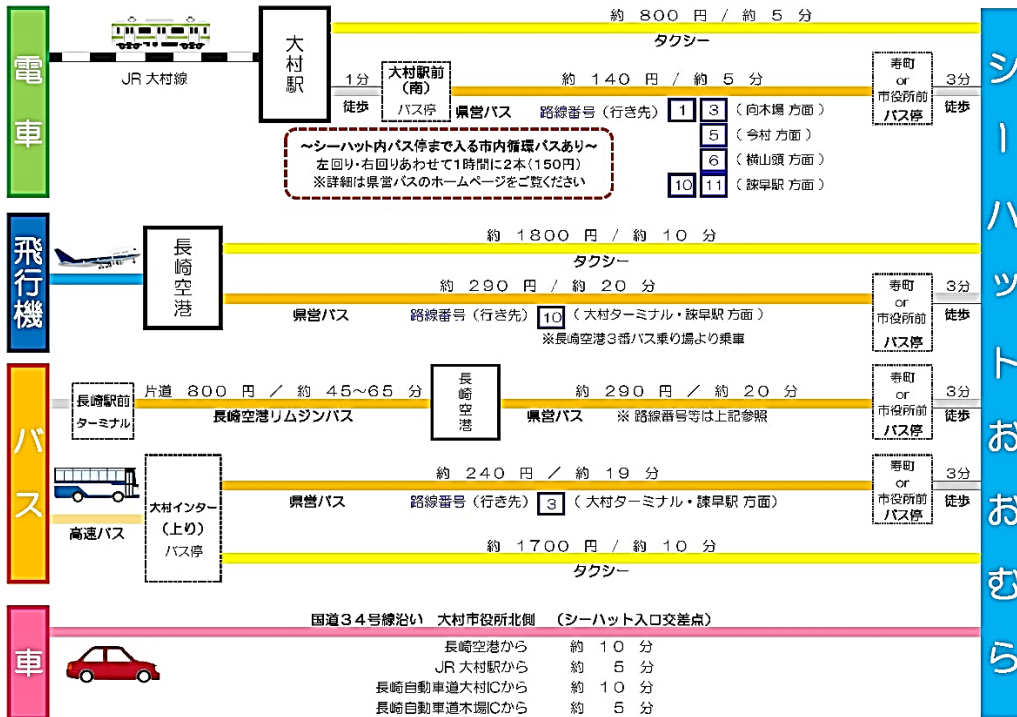 電車
JR 大村線
大村駅
約 800 円 / 約 5 分
タクシー
1分
徒歩
大村駅前
(南)
バス停
約 140 円 / 約 5 分
県営バス 路線番号 (行き先) 1 3 ( 向木場 方面 )
5 ( 今村 方面 )
6 ( 横山頭 方面 )
10 11 ( 諫早駅 方面 )
寿町
or
市役所前
バス停
3分
徒歩
~シーハット内バス停まで入る市内循環バスあり~
左回り・右回りあわせて1時間に2本(150円)
※詳細は県営バスのホームページをご覧ください
飛行機
長崎空港
約 1800 円 / 約 10 分
タクシー
約 290 円 / 約 20 分
県営バス 路線番号 (行き先) 10 ( 大村ターミナル・諫早駅 方面 )
※長崎空港3番バス乗り場より乗車
寿町
or
市役所前
バス停
3分
徒歩
バス
長崎駅前
ターミナル
片道 800 円 / 約 45~65 分
長崎空港リムジンバス
長崎空港
約 290 円 / 約 20 分
県営バス ※ 路線番号等は上記参照
寿町
or
市役所前
バス停
3分
徒歩
高速バス
大村インター
(上り)
バス停
約 240 円 / 約 19 分
県営バス 路線番号 (行き先) 3 ( 大村ターミナル・諫早駅 方面 )
寿町
or
市役所前
バス停
3分
徒歩
約 1700 円 / 約 10 分
タクシー
車
国道34号線沿い 大村市役所北側 (シーハット入口交差点)
長崎空港から 約 10 分
JR 大村駅から 約 5 分
長崎自動車道大村ICから 約 10 分
長崎自動車道木場ICから 約 5 分
シーハットおおむら